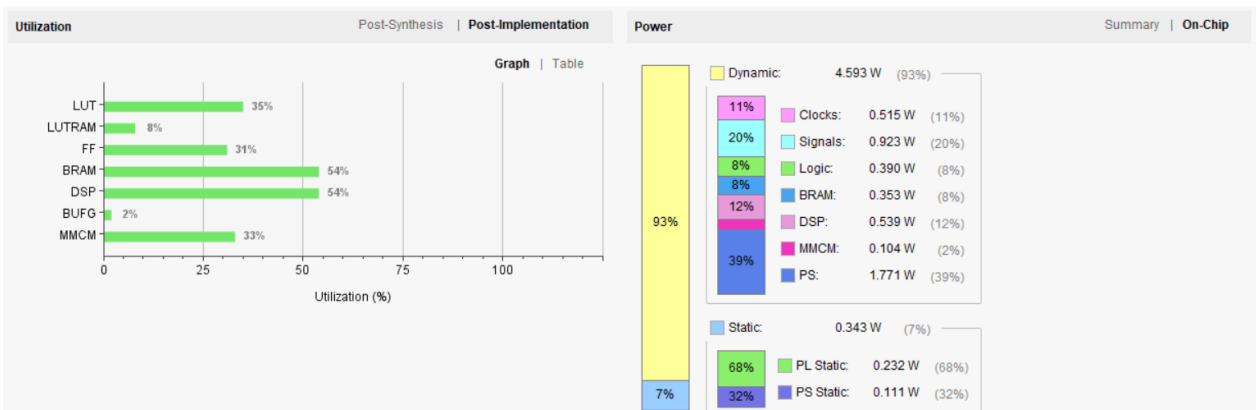 Utilization Post-Synthesis | Post-Implementation
Graph | Table
LUT 35%
LUTRAM 8%
FF 31%
BRAM 54%
DSP 54%
BUFG 2%
MMCM 33%
0 25 50 75 100
Utilization (%)
Power Summary | On-Chip
93%
7%
Dynamic: 4.593 W (93%)
11% Clocks: 0.515 W (11%)
20% Signals: 0.923 W (20%)
8% Logic: 0.390 W (8%)
8% BRAM: 0.353 W (8%)
12% DSP: 0.539 W (12%)
MMCM: 0.104 W (2%)
39% PS: 1.771 W (39%)
Static: 0.343 W (7%)
68% PL Static: 0.232 W (68%)
32% PS Static: 0.111 W (32%)